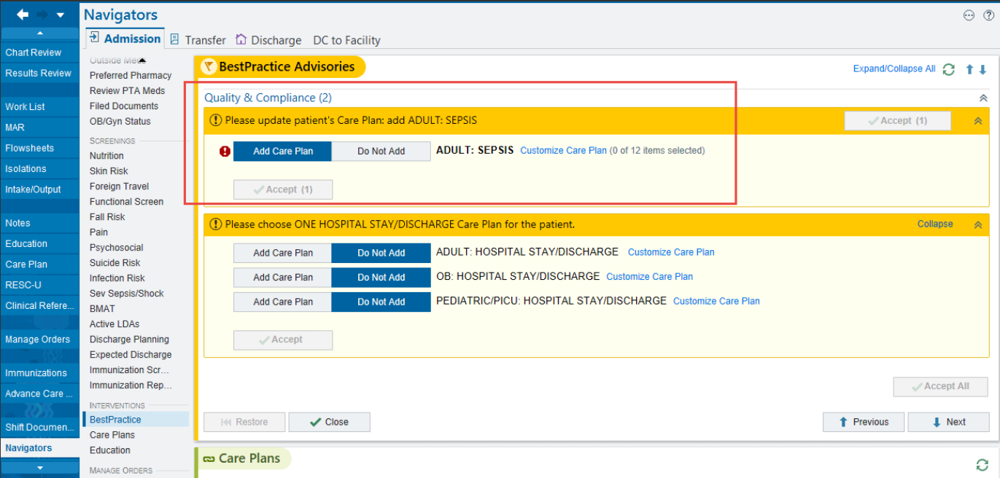 Navigators
Admission
Transfer
Discharge
DC to Facility
Chart Review
Results Review
Work List
MAR
Flowsheets
Isolations
Intake/Output
Notes
Education
Care Plan
RESC-U
Clinical Refere...
Manage Orders
Immunizations
Advance Care ...
Shift Documen...
Navigators
Outside Meds
Preferred Pharmacy
Review PTA Meds
Filed Documents
OB/Gyn Status
SCREENINGS
Nutrition
Skin Risk
Foreign Travel
Functional Screen
Fall Risk
Pain
Psychosocial
Suicide Risk
Infection Risk
Sev Sepsis/Shock
BMAT
Active LDAs
Discharge Planning
Expected Discharge
Immunization Scr...
Immunization Rep...
INTERVENTIONS
BestPractice
Care Plans
Education
MANAGE ORDERS
BestPractice Advisories
Expand/Collapse All
Quality & Compliance (2)
Please update patient's Care Plan: add ADULT: SEPSIS
Accept (1)
Add Care Plan Do Not Add ADULT: SEPSIS Customize Care Plan (0 of 12 items selected)
Accept (1)
Please choose ONE HOSPITAL STAY/DISCHARGE Care Plan for the patient.
Collapse
Add Care Plan Do Not Add ADULT: HOSPITAL STAY/DISCHARGE Customize Care Plan
Add Care Plan Do Not Add OB: HOSPITAL STAY/DISCHARGE Customize Care Plan
Add Care Plan Do Not Add PEDIATRIC/PICU: HOSPITAL STAY/DISCHARGE Customize Care Plan
Accept
Accept All
Restore
Close
Previous
Next
Care Plans